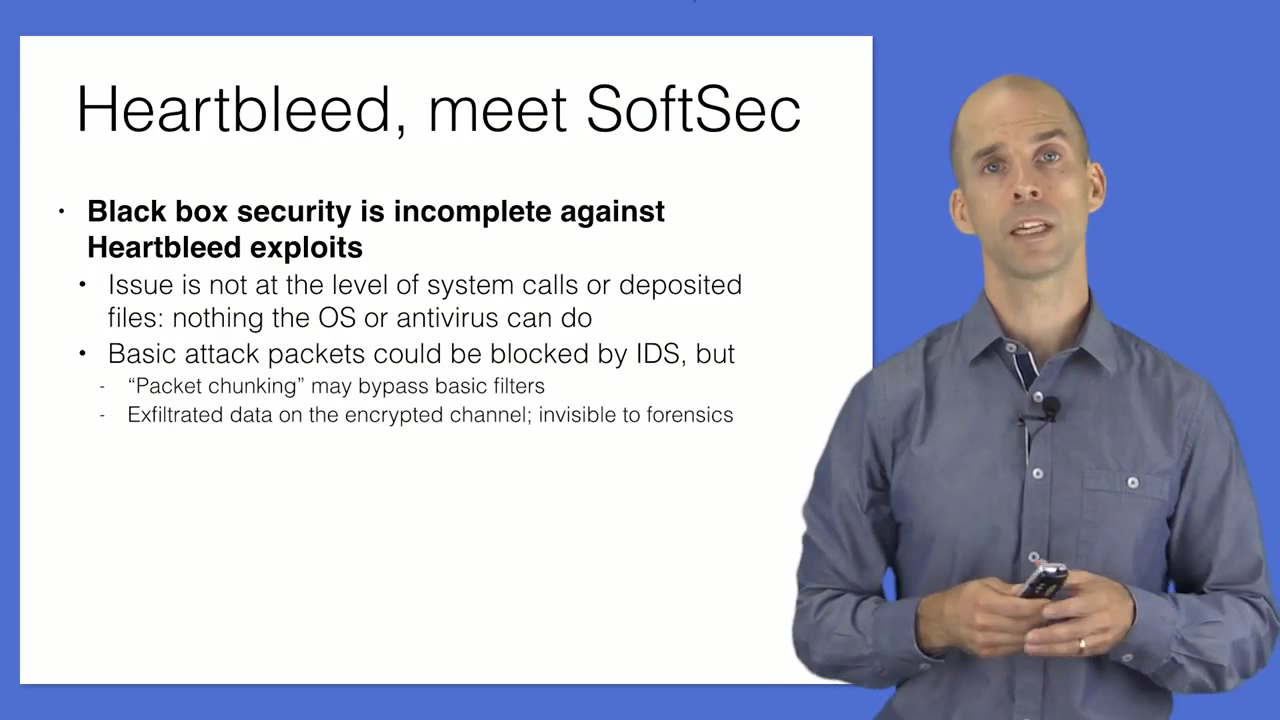 Heartbleed, meet SoftSec
• Black box security is incomplete against
Heartbleed exploits
• Issue is not at the level of system calls or deposited
files: nothing the OS or antivirus can do
• Basic attack packets could be blocked by IDS, but
- “Packet chunking” may bypass basic filters
- Exfiltrated data on the encrypted channel; invisible to forensics